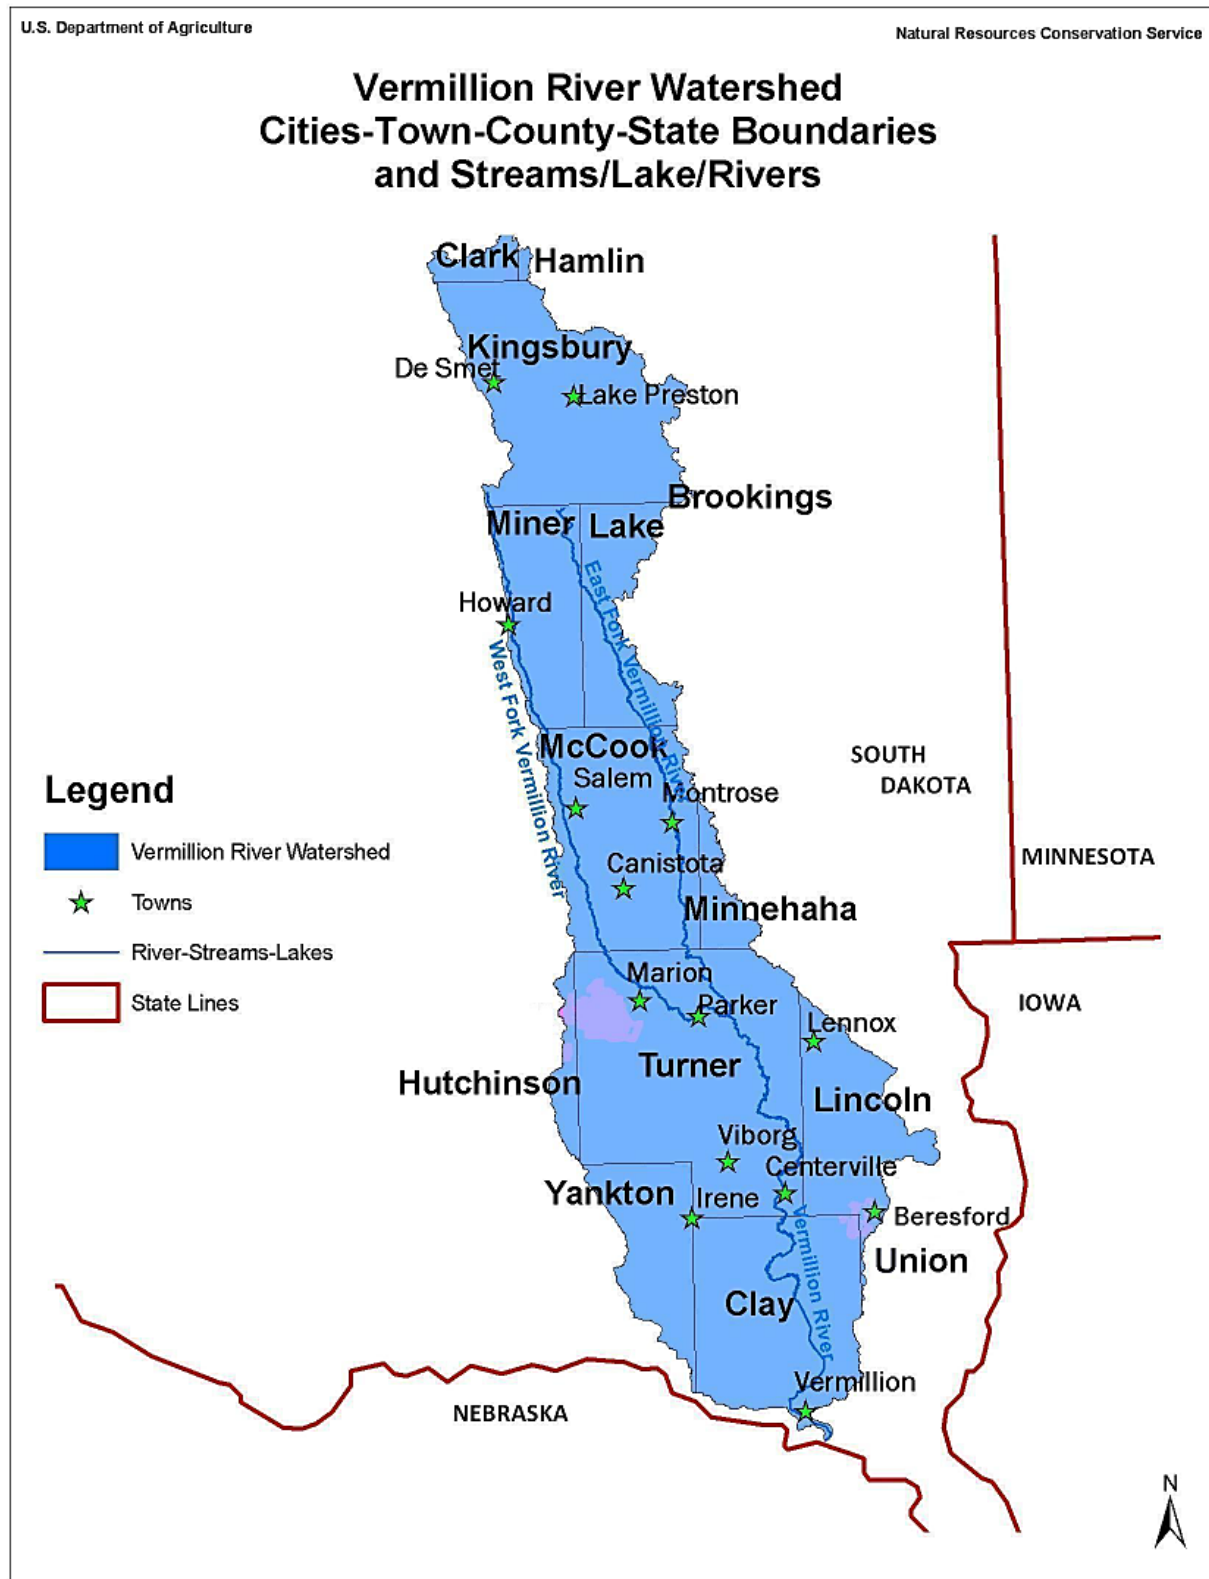 U.S. Department of Agriculture
Natural Resources Conservation Service
Vermillion River Watershed
Cities-Town-County-State Boundaries
and Streams/Lake/Rivers
Clark
Hamlin
Kingsbury
De Smet
Lake Preston
Brookings
Miner
Lake
East Fork Vermillion River
Howard
West Fork Vermillion River
McCook
Salem
Montrose
SOUTH
DAKOTA
Legend
Vermillion River Watershed
Towns
River-Streams-Lakes
State Lines
MINNESOTA
Canistota
Minnehaha
Marion
Parker
IOWA
Lennox
Turner
Hutchinson
Lincoln
Viborg
Centerville
Yankton
Irene
Beresford
Vermillion River
Union
Clay
Vermillion
NEBRASKA
N